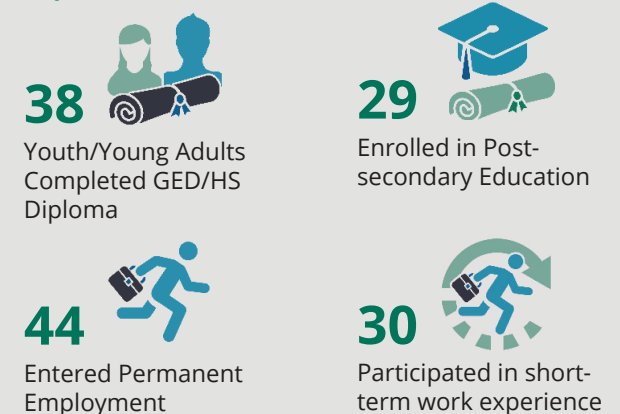 38
Youth/Young Adults
Completed GED/HS
Diploma
29
Enrolled in Post-
secondary Education
44
Entered Permanent
Employment
30
Participated in short-
term work experience